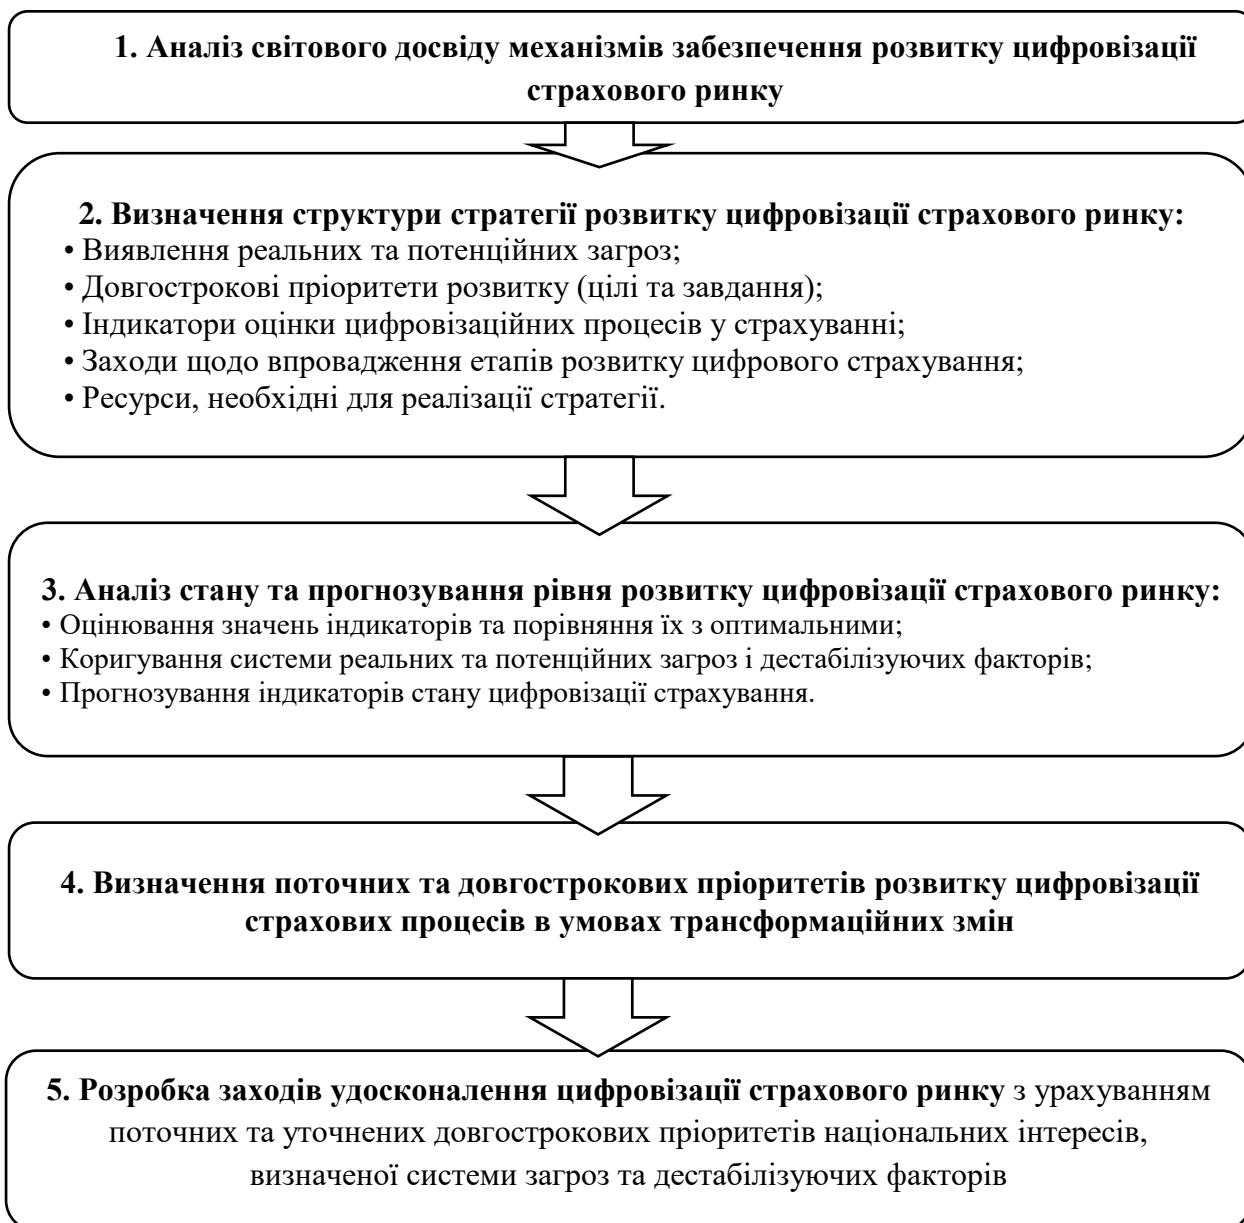 1. Аналіз світового досвіду механізмів забезпечення розвитку цифровізації
страхового ринку
2. Визначення структури стратегії розвитку цифровізації страхового ринку:
• Виявлення реальних та потенційних загроз;
• Довгострокові пріоритети розвитку (цілі та завдання);
• Індикатори оцінки цифровізаційних процесів у страхуванні;
• Заходи щодо впровадження етапів розвитку цифрового страхування;
• Ресурси, необхідні для реалізації стратегії.
3. Аналіз стану та прогнозування рівня розвитку цифровізації страхового ринку:
• Оцінювання значень індикаторів та порівняння їх з оптимальними;
• Коригування системи реальних та потенційних загроз і дестабілізуючих факторів;
• Прогнозування індикаторів стану цифровізації страхування.
4. Визначення поточних та довгострокових пріоритетів розвитку цифровізації
страхових процесів в умовах трансформаційних змін
5. Розробка заходів удосконалення цифровізації страхового ринку з урахуванням
поточних та уточнених довгострокових пріоритетів національних інтересів,
визначеної системи загроз та дестабілізуючих факторів